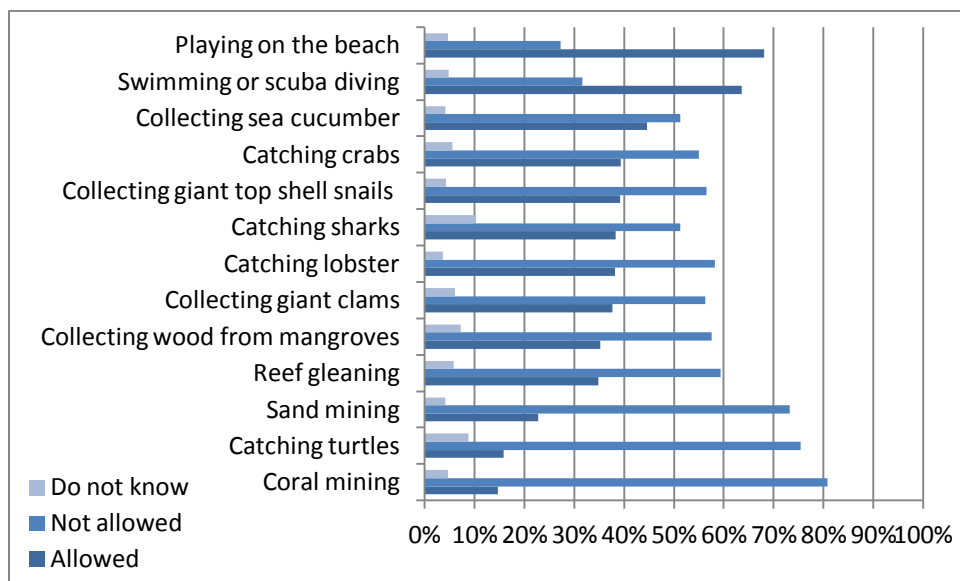 Playing on the beach
Swimming or scuba diving
Collecting sea cucumber
Catching crabs
Collecting giant top shell snails
Catching sharks
Catching lobster
Collecting giant clams
Collecting wood from mangroves
Reef gleaning
Sand mining
Catching turtles
Coral mining
Do not know
Not allowed
Allowed
0% 10% 20% 30% 40% 50% 60% 70% 80% 90% 100%